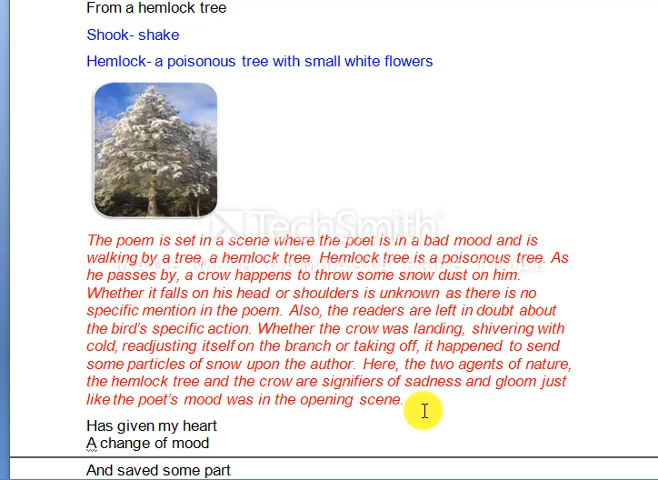 From a hemlock tree
Shook- shake
Hemlock- a poisonous tree with small white flowers
TechSmith
The poem is set in a scene where the poet is in a bad mood and is
walking by a tree, a hemlock tree. Hemlock tree is a poisonous tree. As
he passes by, a crow happens to throw some snow dust on him.
Whether it falls on his head or shoulders is unknown as there is no
specific mention in the poem. Also, the readers are left in doubt about
the bird's specific action. Whether the crow was landing, shivering with
cold, readjusting itself on the branch or taking off, it happened to send
some particles of snow upon the author. Here, the two agents of nature,
the hemlock tree and the crow are signifiers of sadness and gloom just
like the poet's mood was in the opening scene.
Has given my heart
A change of mood
And saved some part